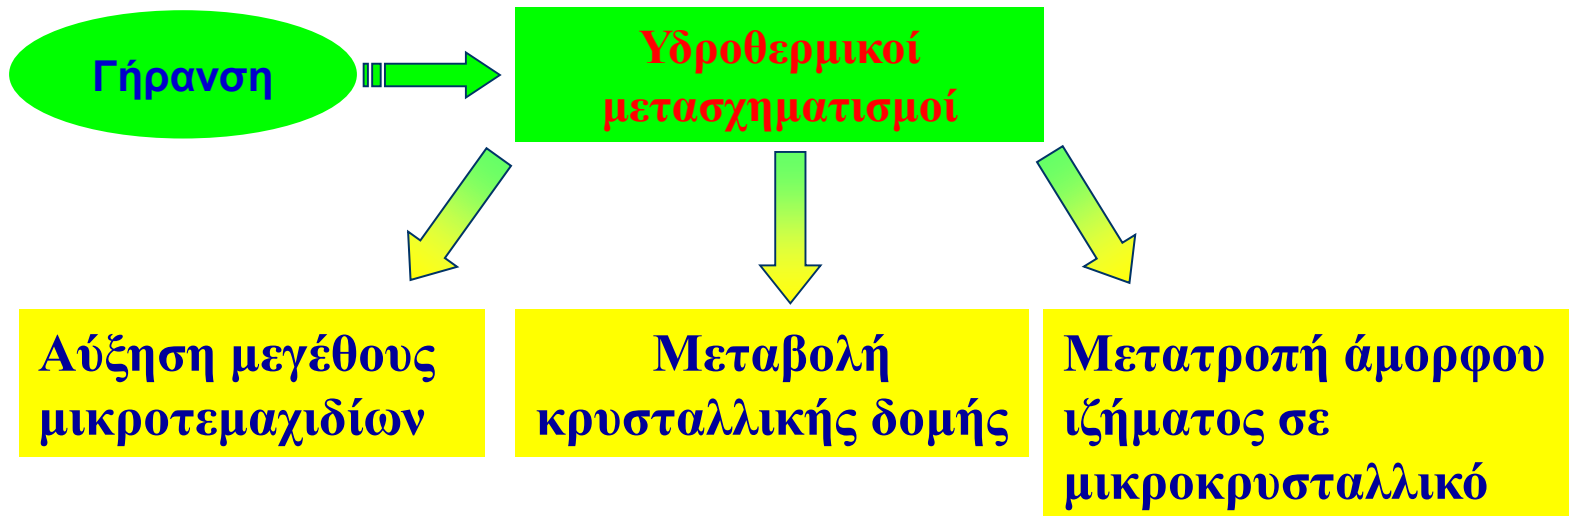 Γήρανση
Υδροθερμικοί
μετασχηματισμοί
Αύξηση μεγέθους
μικροτεμαχιδίων
Μεταβολή
κρυσταλλικής δομής
Μετατροπή άμορφου
ιζήματος σε
μικροκρυσταλλικό